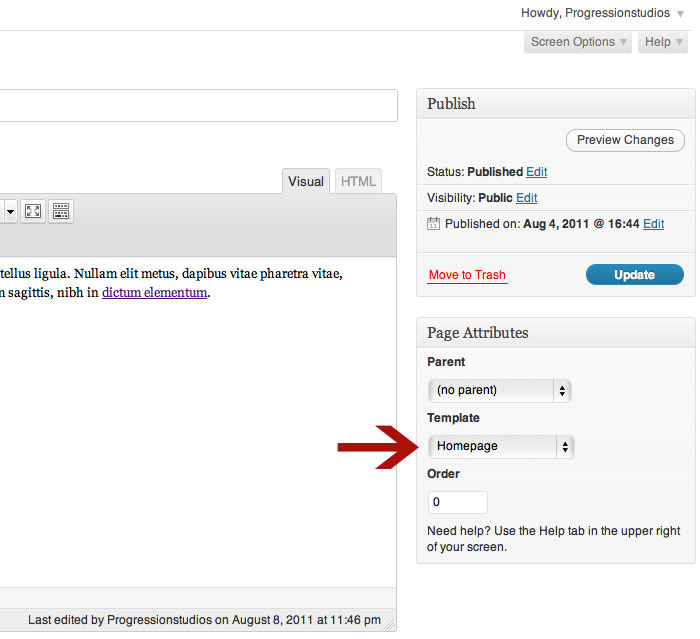 Howdy, Progressionstudios
Screen Options
Help
Publish
Preview Changes
Status: Published Edit
Visibility: Public Edit
Published on: Aug 4, 2011 @ 16:44 Edit
Move to Trash
Update
Visual
HTML
tellus ligula. Nullam elit metus, dapibus vitae pharetra vitae,
sagittis, nibh in dictum elementum.
Page Attributes
Parent
(no parent)
Template
Homepage
Order
0
Need help? Use the Help tab in the upper right
of your screen.
Last edited by Progressionstudios on August 8, 2011 at 11:46 pm